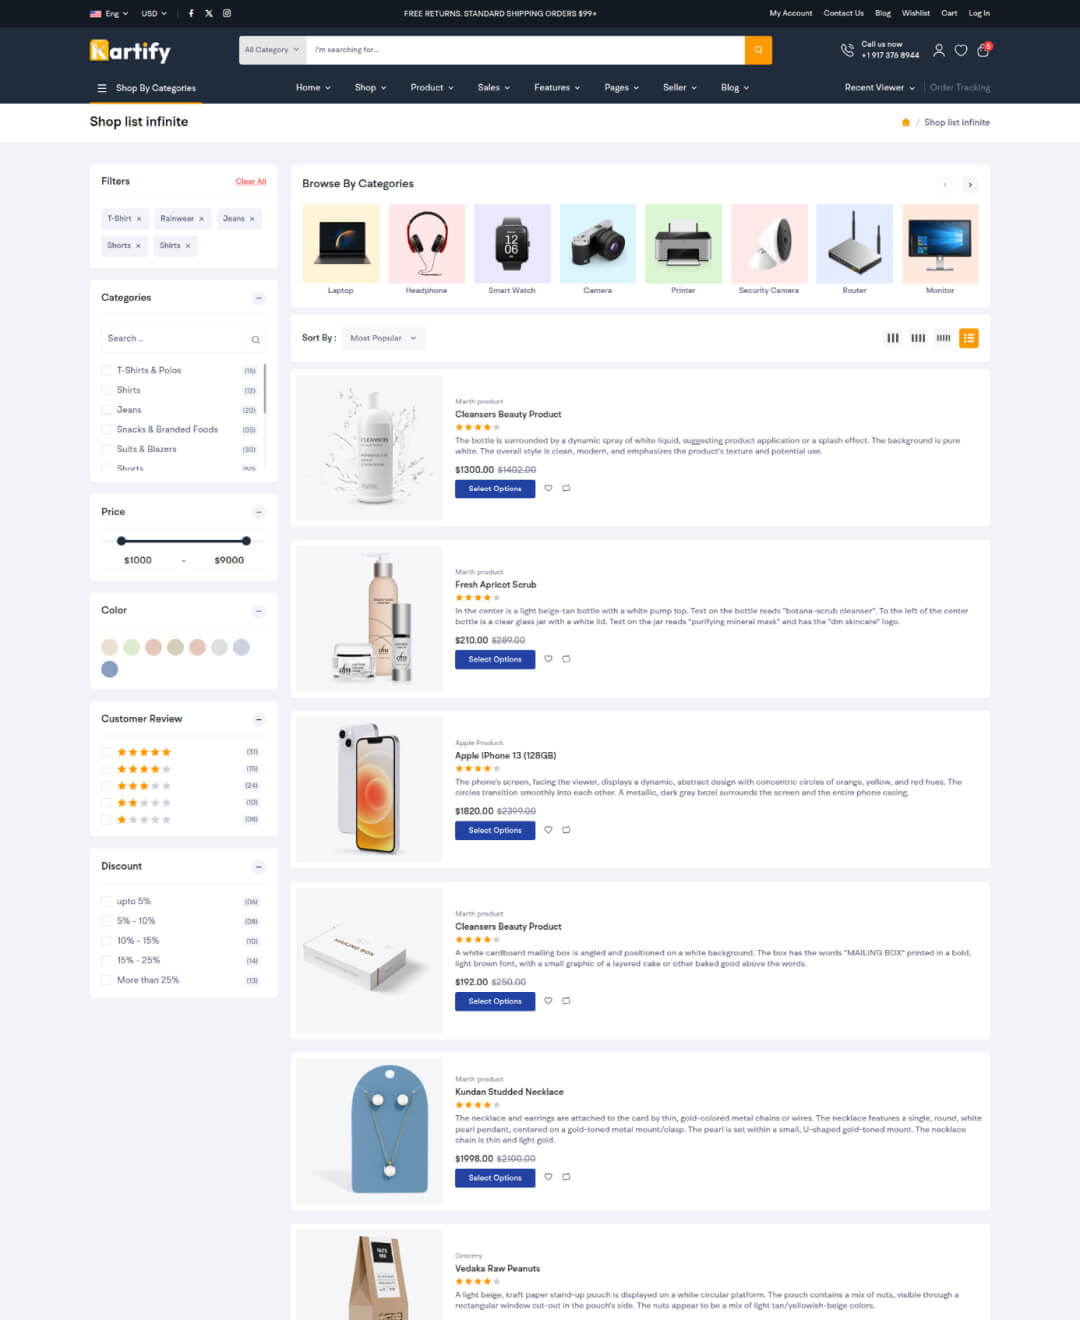 Eng
USD
FREE RETURNS. STANDARD SHIPPING ORDERS $99+
My Account
Contact Us
Blog
Wishlist
Cart
Log In
Kartify
All Category
I'm searching for...
Call us now
+1 917 376 8944
Shop By Categories
Home
Shop
Product
Sales
Features
Pages
Seller
Blog
Recent Viewer
Order Tracking
Shop list infinite
/ Shop list infinite
Filters
Clear All
T-Shirt ×
Rainwear ×
Jeans ×
Shorts ×
Shirts ×
Categories
Search ..
T-Shirts & Polos (15)
Shirts (12)
Jeans (20)
Snacks & Branded Foods (05)
Suits & Blazers (30)
Shorts (50)
Price
$1000 - $9000
Color
Customer Review
(31)
(15)
(24)
(10)
(08)
Discount
upto 5% (06)
5% - 10% (08)
10% - 15% (10)
15% - 25% (14)
More than 25% (13)
Browse By Categories
12
06
Laptop
Headphone
Smart Watch
Camera
Printer
Security Camera
Router
Monitor
Sort By :
Most Popular
CLEANSERS
Marth product
Cleansers Beauty Product
The bottle is surrounded by a dynamic spray of white liquid, suggesting product application or a splash effect. The background is pure
white. The overall style is clean, modern, and emphasizes the product's texture and potential use.
$1300.00 $1402.00
Select Options
dm
dm
Marth product
Fresh Apricot Scrub
In the center is a light beige-tan bottle with a white pump top. Text on the bottle reads "botana-scrub cleanser". To the left of the center
bottle is a clear glass jar with a white lid. Text on the jar reads "purifying mineral mask" and has the "dm skincare" logo.
$210.00 $289.00
Select Options
Apple Product
Apple IPhone 13 (128GB)
The phone's screen, facing the viewer, displays a dynamic, abstract design with concentric circles of orange, yellow, and red hues. The
circles transition smoothly into each other. A metallic, dark gray bezel surrounds the screen and the entire phone casing.
$1820.00 $2399.00
Select Options
MAILING BOX
Marth product
Cleansers Beauty Product
A white cardboard mailing box is angled and positioned on a white background. The box has the words "MAILING BOX" printed in a bold,
light brown font, with a small graphic of a layered cake or other baked good above the words.
$192.00 $250.00
Select Options
Marth product
Kundan Studded Necklace
The necklace and earrings are attached to the card by thin, gold-colored metal chains or wires. The necklace features a single, round, white
pearl pendant, centered on a gold-toned metal mount/clasp. The pearl is set within a small, U-shaped gold-toned mount. The necklace
chain is thin and light gold.
$1998.00 $2100.00
Select Options
Grocery
Vedaka Raw Peanuts
A light beige, kraft paper stand-up pouch is displayed on a white circular platform. The pouch contains a mix of nuts, visible through a
rectangular window cut-out in the pouch's side. The nuts appear to be a mix of light tan/yellowish-beige colors.